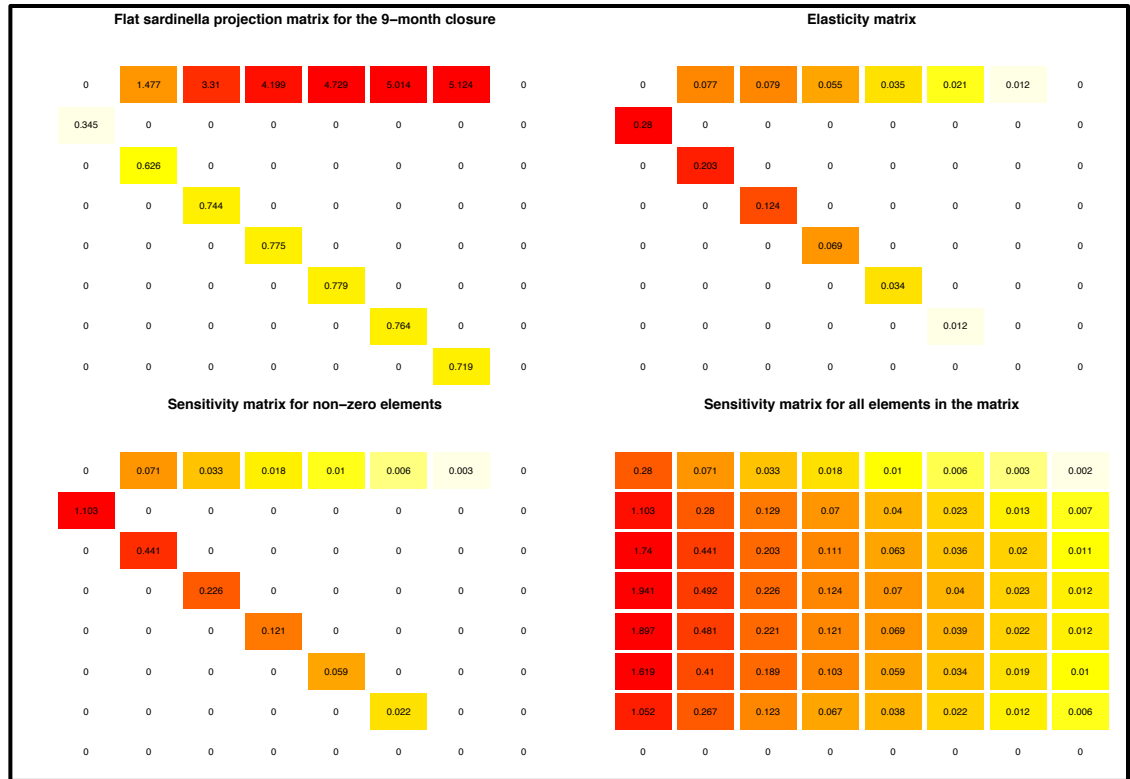 Flat sardinella projection matrix for the 9−month closure
0 1.477 3.31 4.199 4.729 5.014 5.124 0
0.345 0 0 0 0 0 0 0
0 0.626 0 0 0 0 0 0
0 0 0.744 0 0 0 0 0
0 0 0 0.775 0 0 0 0
0 0 0 0 0.779 0 0 0
0 0 0 0 0 0.764 0 0
0 0 0 0 0 0 0.719 0
Elasticity matrix
0 0.077 0.079 0.055 0.035 0.021 0.012 0
0.28 0 0 0 0 0 0 0
0 0.203 0 0 0 0 0 0
0 0 0.124 0 0 0 0 0
0 0 0 0.069 0 0 0 0
0 0 0 0 0.034 0 0 0
0 0 0 0 0 0.012 0 0
0 0 0 0 0 0 0 0
Sensitivity matrix for non−zero elements
0 0.071 0.033 0.018 0.01 0.006 0.003 0
1.103 0 0 0 0 0 0 0
0 0.441 0 0 0 0 0 0
0 0 0.226 0 0 0 0 0
0 0 0 0.121 0 0 0 0
0 0 0 0 0.059 0 0 0
0 0 0 0 0 0.022 0 0
0 0 0 0 0 0 0 0
Sensitivity matrix for all elements in the matrix
0.28 0.071 0.033 0.018 0.01 0.006 0.003 0.002
1.103 0.28 0.129 0.07 0.04 0.023 0.013 0.007
1.74 0.441 0.203 0.111 0.063 0.036 0.02 0.011
1.941 0.492 0.226 0.124 0.07 0.04 0.023 0.012
1.897 0.481 0.221 0.121 0.069 0.039 0.022 0.012
1.619 0.41 0.189 0.103 0.059 0.034 0.019 0.01
1.052 0.267 0.123 0.067 0.038 0.022 0.012 0.006
0 0 0 0 0 0 0 0